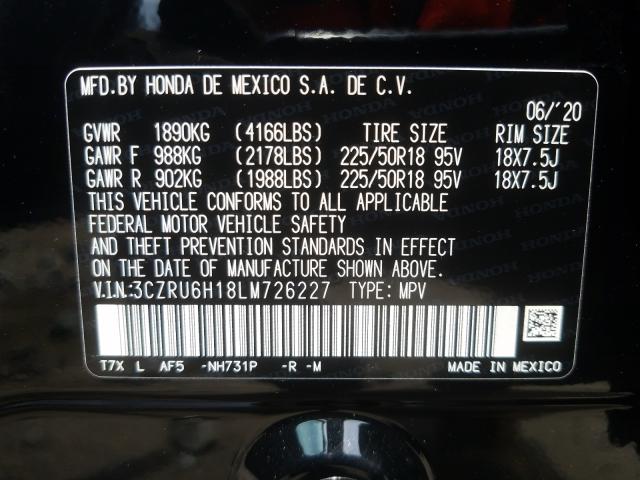 MFD.BY HONDA DE MEXICO S.A. DE C.V.
06/'20
GVWR 1890KG (4166LBS) TIRE SIZE RIM SIZE
GAWR F 988KG (2178LBS) 225/50R18 95V 18X7.5J
GAWR R 902KG (1988LBS) 225/50R18 95V 18X7.5J
THIS VEHICLE CONFORMS TO ALL APPLICABLE
FEDERAL MOTOR VEHICLE SAFETY
AND THEFT PREVENTION STANDARDS IN EFFECT
ON THE DATE OF MANUFACTURE SHOWN ABOVE.
V.I.N.:3CZRU6H18LM726227 TYPE: MPV
T7X L AF5 -NH731P -R -M MADE IN MEXICO